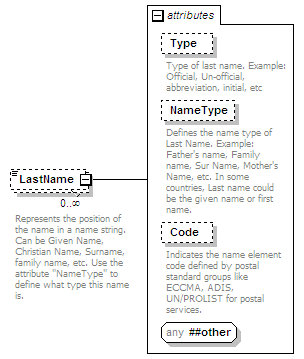 attributes
Type
Type of last name. Example:
Official, Un-official,
abbreviation, initial, etc
NameType
Defines the name type of
Last Name. Example:
Father's name, Family
name, Sur Name, Mother's
Name, etc. In some
countries, Last name could
be the given name or first
name.
LastName
0..∞
Represents the position of
the name in a name string.
Can be Given Name,
Christian Name, Surname,
family name, etc. Use the
attribute "NameType" to
define what type this name
is.
Code
Indicates the name element
code defined by postal
standard groups like
ECCMA, ADIS,
UN/PROLIST for postal
services.
any ##other